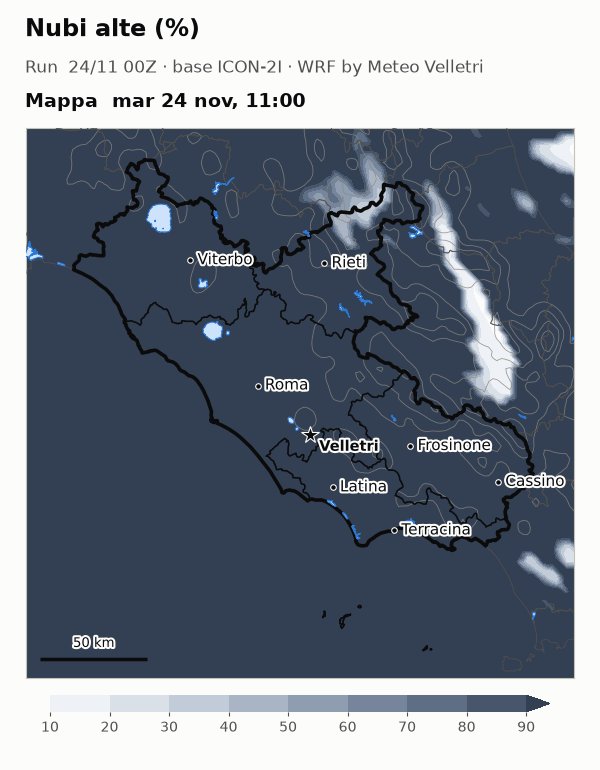 Nubi alte (%)
Run  24/11 00Z · base ICON-2I · WRF by Meteo Velletri
Mappa  mar 24 nov, 11:00
Viterbo
Rieti
Roma
Velletri
Frosinone
Latina
Cassino
Terracina
50 km
10 20 30 40 50 60 70 80 90